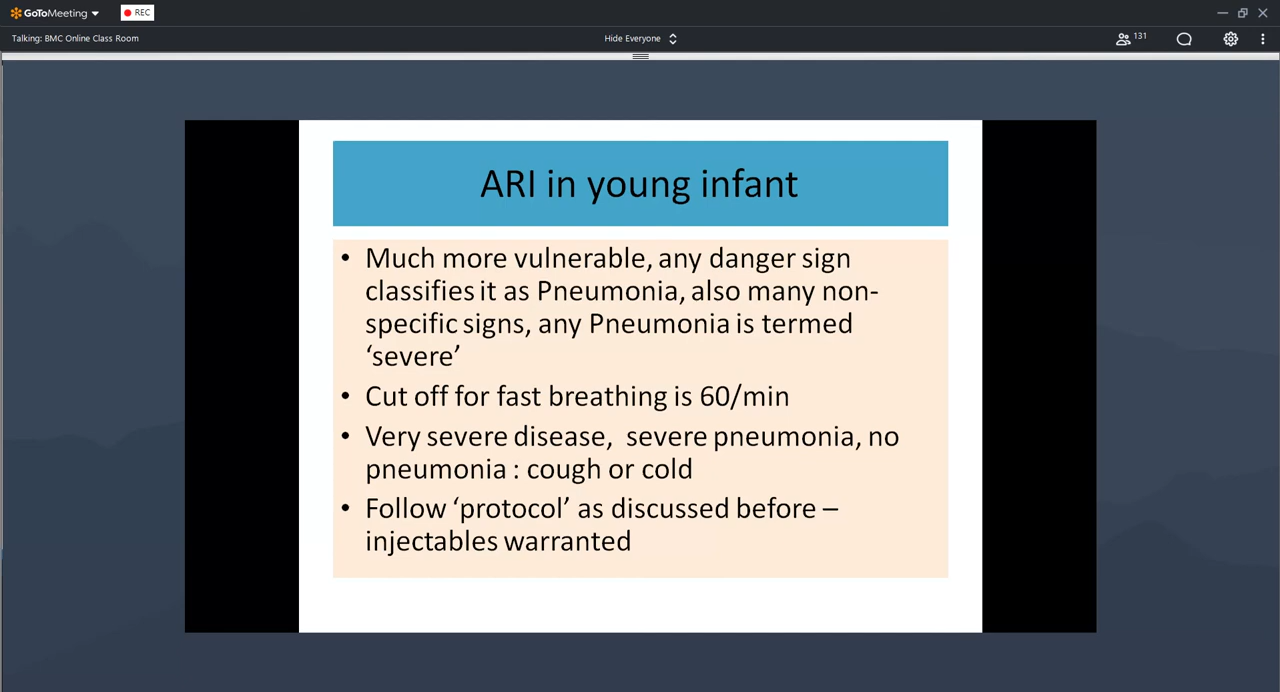 GoToMeeting
REC
Talking: BMC Online Class Room
Hide Everyone
131
ARI in young infant
• Much more vulnerable, any danger sign
classifies it as Pneumonia, also many non-
specific signs, any Pneumonia is termed
‘severe’
• Cut off for fast breathing is 60/min
• Very severe disease, severe pneumonia, no
pneumonia : cough or cold
• Follow ‘protocol’ as discussed before –
injectables warranted